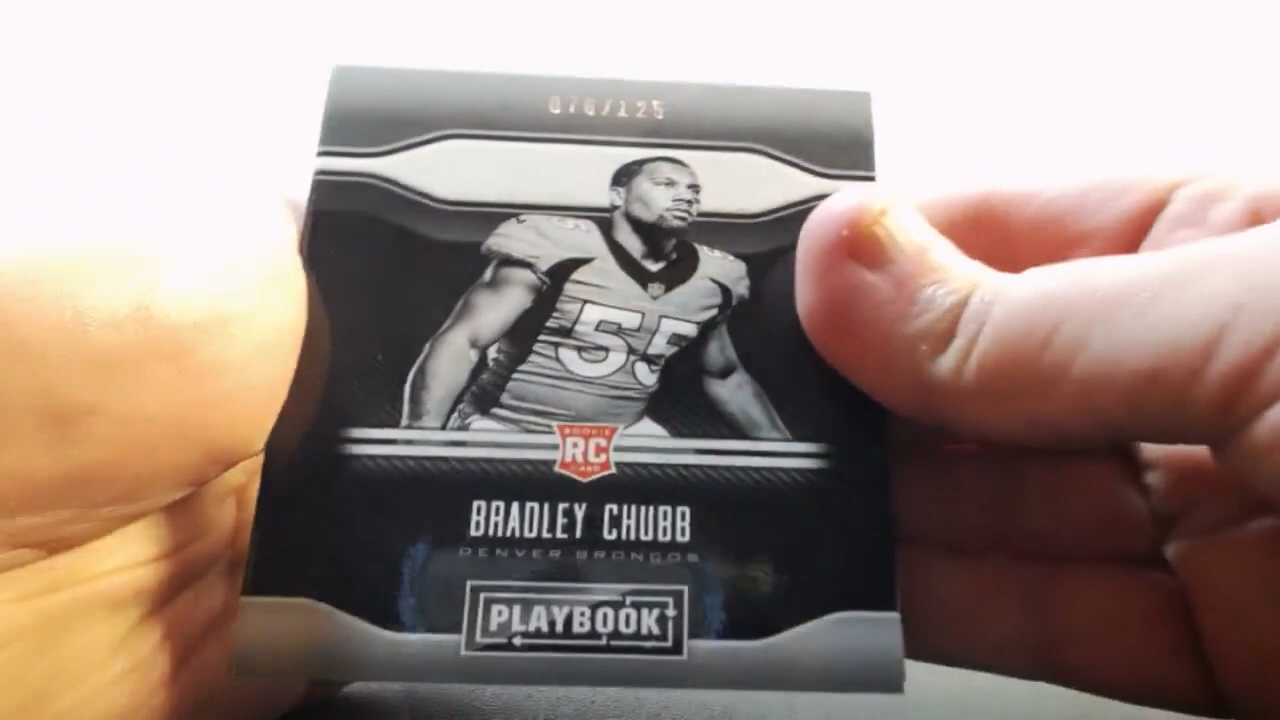 076/125
55
ROOKIE
RC
CARD
BRADLEY CHUBB
DENVER BRONCOS
PLAYBOOK